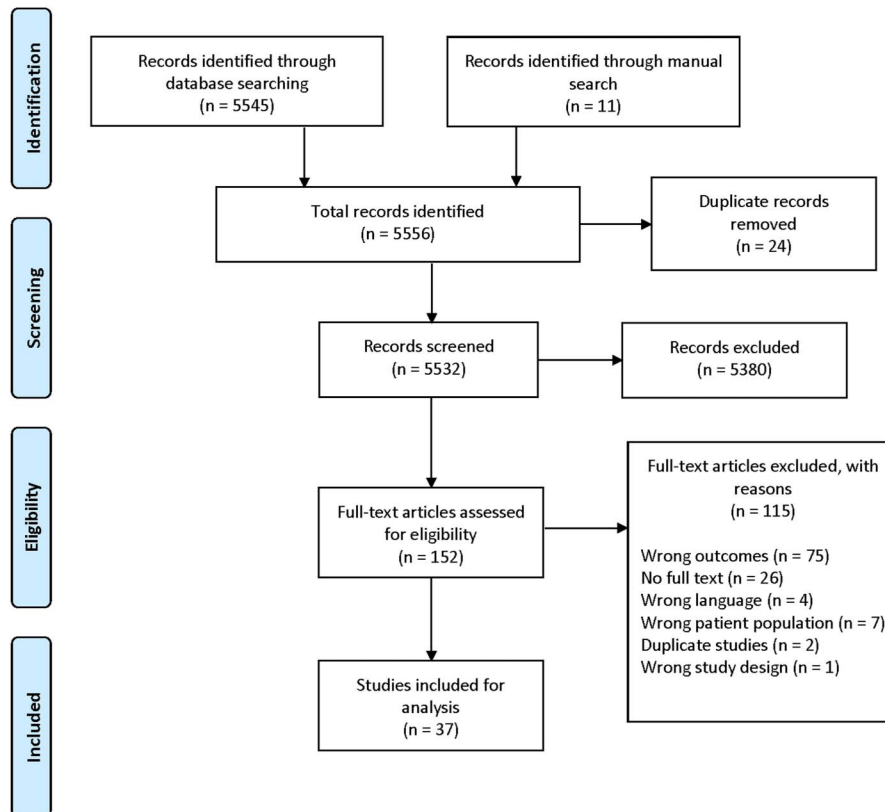 Identification
Records identified through
database searching
(n = 5545)
Records identified through manual
search
(n = 11)
Total records identified
(n = 5556)
Duplicate records
removed
(n = 24)
Screening
Records screened
(n = 5532)
Records excluded
(n = 5380)
Eligibility
Full-text articles assessed
for eligibility
(n = 152)
Full-text articles excluded, with
reasons
(n = 115)
Wrong outcomes (n = 75)
No full text (n = 26)
Wrong language (n = 4)
Wrong patient population (n = 7)
Duplicate studies (n = 2)
Wrong study design (n = 1)
Included
Studies included for
analysis
(n = 37)